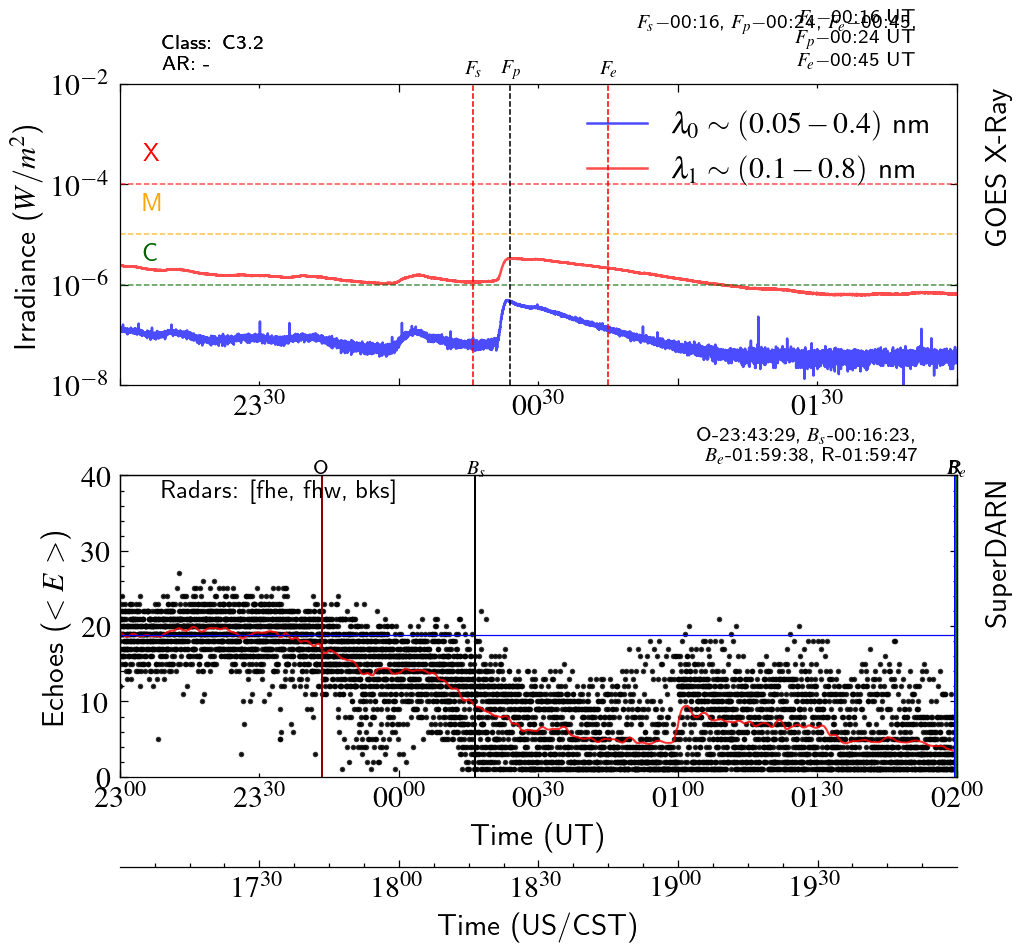 F_s−00:16, F_p−00:24, F_e−00:45,
F_s−00:16 UT
F_p−00:24 UT
F_e−00:45 UT
Class: C3.2
AR: -
F_s F_p F_e
10^−2
10^−4
10^−6
10^−8
Irradiance (W/m^2)
X
M
C
λ_0 ∼ (0.05 − 0.4) nm
λ_1 ∼ (0.1 − 0.8) nm
GOES X-Ray
23^30 00^30 01^30
O-23:43:29, B_s-00:16:23,
B_e-01:59:38, R-01:59:47
O B_s B_e R
Radars: [fhe, fhw, bks]
40
30
20
10
0
Echoes (< E >)
SuperDARN
23^00 23^30 00^00 00^30 01^00 01^30 02^00
Time (UT)
17^30 18^00 18^30 19^00 19^30
Time (US/CST)